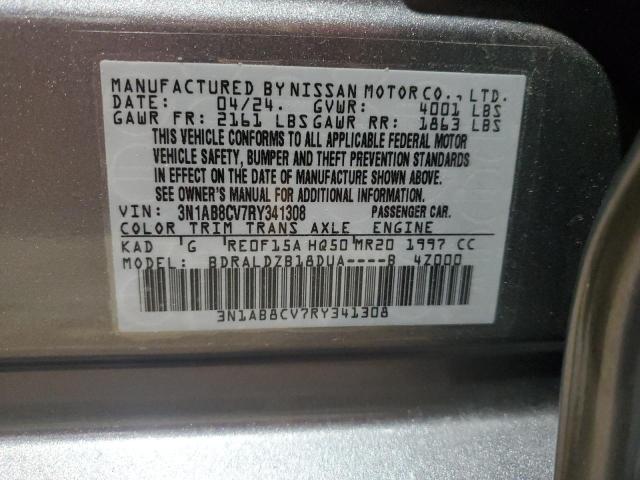 MANUFACTURED BY NISSAN MOTOR CO., LTD.
DATE: 04/24. GVWR: 4001 LBS
GAWR FR: 2161 LBS GAWR RR: 1863 LBS
THIS VEHICLE CONFORMS TO ALL APPLICABLE FEDERAL MOTOR
VEHICLE SAFETY, BUMPER AND THEFT PREVENTION STANDARDS
IN EFFECT ON THE DATE OF MANUFACTURE SHOWN ABOVE.
SEE OWNER'S MANUAL FOR ADDITIONAL INFORMATION.
VIN: 3N1AB8CV7RY341308 PASSENGER CAR.
COLOR TRIM TRANS AXLE ENGINE
KAD 'G 'RE0F15A HQ50 'MR20 1997 CC
MODEL: BDRALDZB18DUA----B 4Z000
3N1AB8CV7RY341308